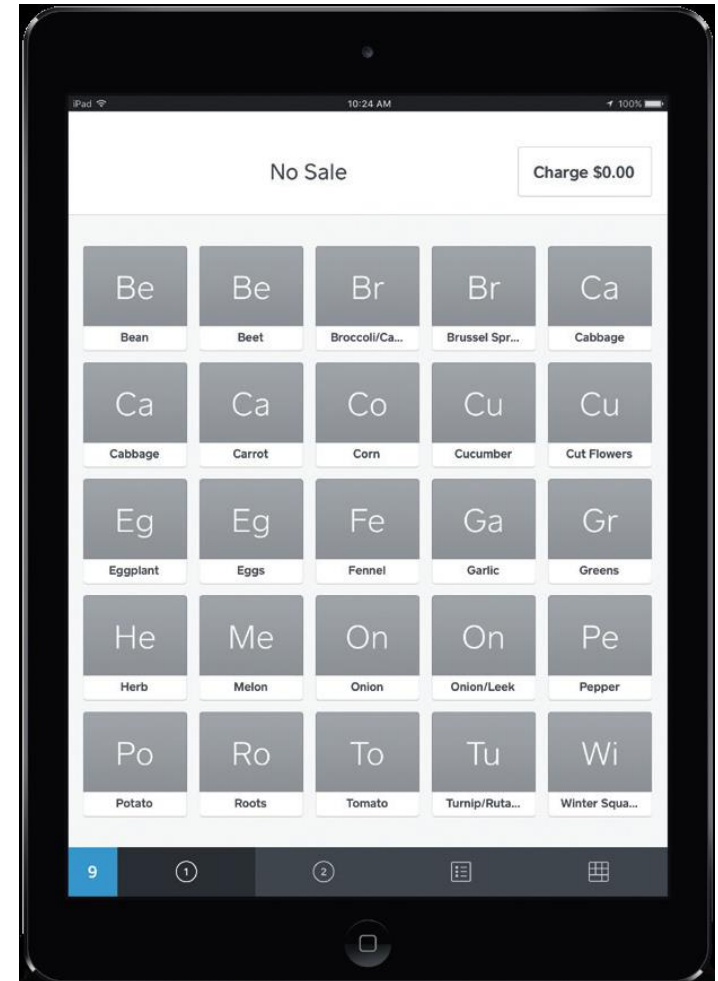 iPad 10:24 AM 100%
No Sale Charge $0.00
Be Be Br Br Ca
Bean Beet Broccoli/Ca... Brussel Spr... Cabbage
Ca Ca Co Cu Cu
Cabbage Carrot Corn Cucumber Cut Flowers
Eg Eg Fe Ga Gr
Eggplant Eggs Fennel Garlic Greens
He Me On On Pe
Herb Melon Onion Onion/Leek Pepper
Po Ro To Tu Wi
Potato Roots Tomato Turnip/Ruta... Winter Squa...
9 1 2